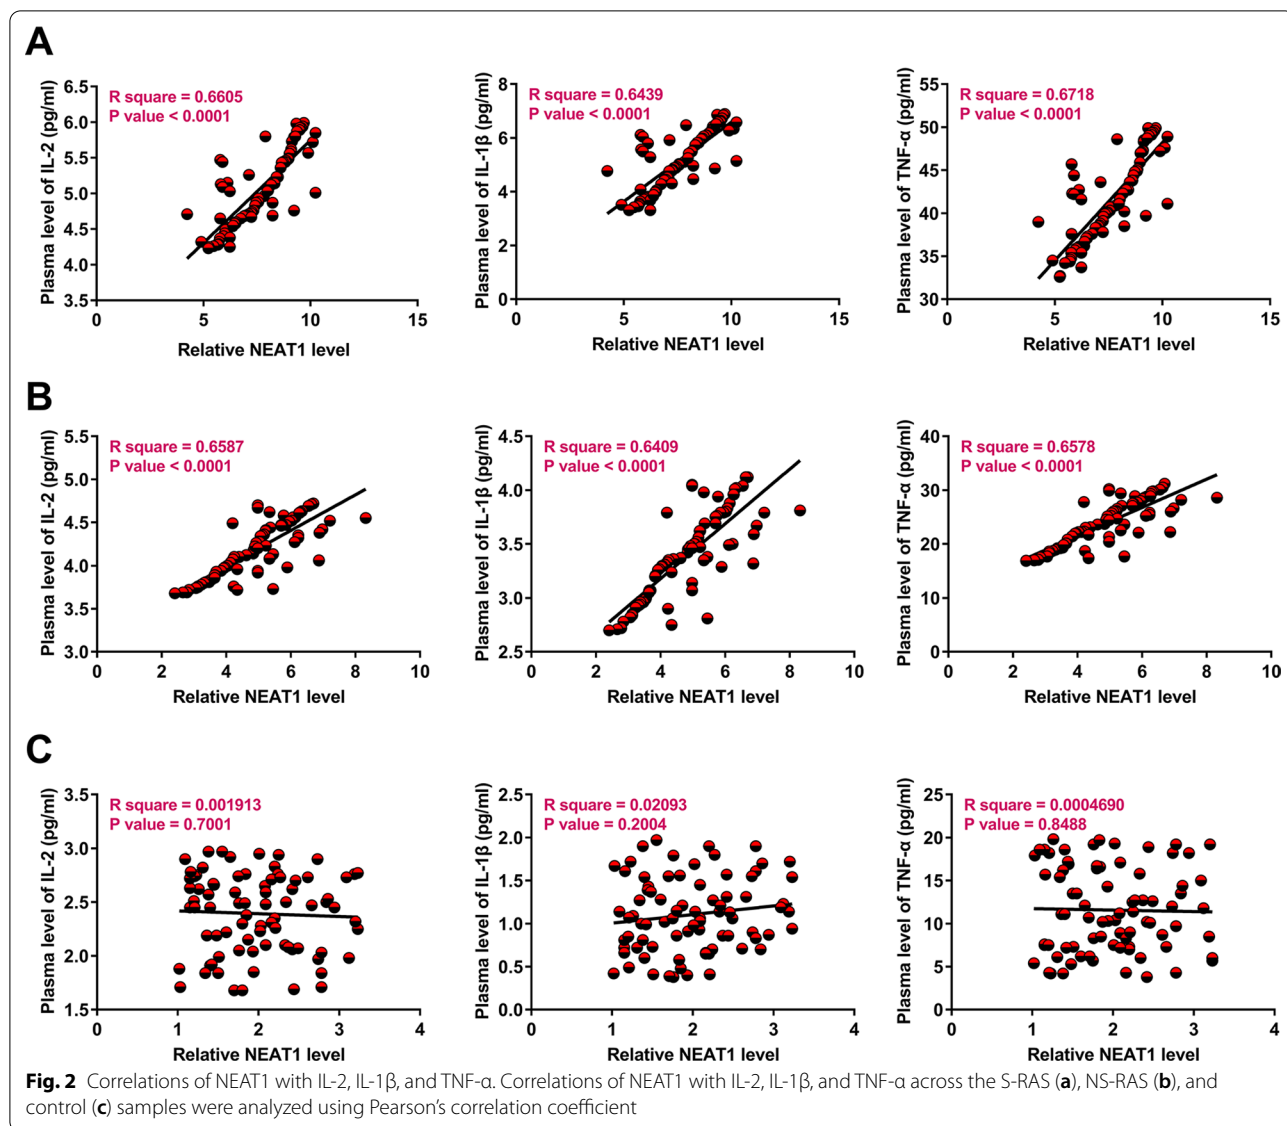 A
R square = 0.6605
P value < 0.0001
Plasma level of IL-2 (pg/ml)
6.5
6.0
5.5
5.0
4.5
4.0
3.5
0 5 10 15
Relative NEAT1 level
R square = 0.6439
P value < 0.0001
Plasma level of IL-1β (pg/ml)
8
6
4
2
0
0 5 10 15
Relative NEAT1 level
R square = 0.6718
P value < 0.0001
Plasma level of TNF-α (pg/ml)
55
50
45
40
35
30
0 5 10 15
Relative NEAT1 level
B
R square = 0.6587
P value < 0.0001
Plasma level of IL-2 (pg/ml)
5.5
5.0
4.5
4.0
3.5
3.0
0 2 4 6 8 10
Relative NEAT1 level
R square = 0.6409
P value < 0.0001
Plasma level of IL-1β (pg/ml)
4.5
4.0
3.5
3.0
2.5
0 2 4 6 8 10
Relative NEAT1 level
R square = 0.6578
P value < 0.0001
Plasma level of TNF-α (pg/ml)
40
30
20
10
0
0 2 4 6 8 10
Relative NEAT1 level
C
R square = 0.001913
P value = 0.7001
Plasma level of IL-2 (pg/ml)
3.5
3.0
2.5
2.0
1.5
0 1 2 3 4
Relative NEAT1 level
R square = 0.02093
P value = 0.2004
Plasma level of IL-1β (pg/ml)
2.5
2.0
1.5
1.0
0.5
0.0
0 1 2 3 4
Relative NEAT1 level
R square = 0.0004690
P value = 0.8488
Plasma level of TNF-α (pg/ml)
25
20
15
10
5
0
0 1 2 3 4
Relative NEAT1 level
Fig. 2 Correlations of NEAT1 with IL-2, IL-1β, and TNF-α. Correlations of NEAT1 with IL-2, IL-1β, and TNF-α across the S-RAS (a), NS-RAS (b), and
control (c) samples were analyzed using Pearson's correlation coefficient